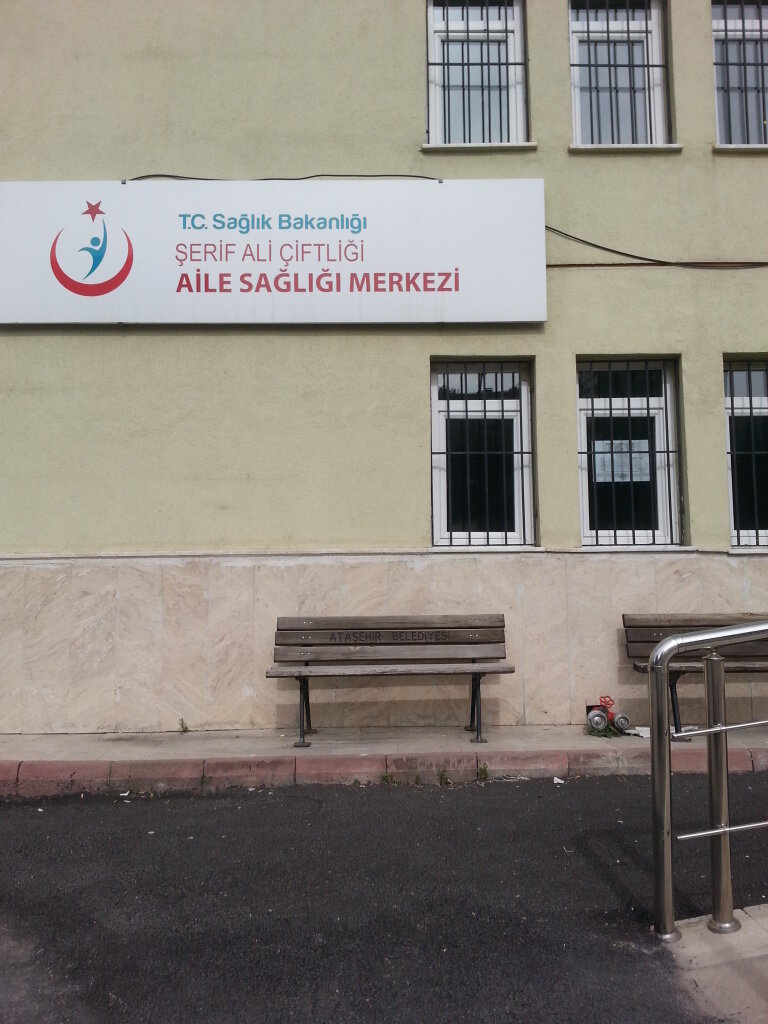 T.C. Sağlık Bakanlığı
ŞERİF ALİ ÇİFTLİĞİ
AİLE SAĞLIĞI MERKEZİ
ATAŞEHİR BELEDİYESİ